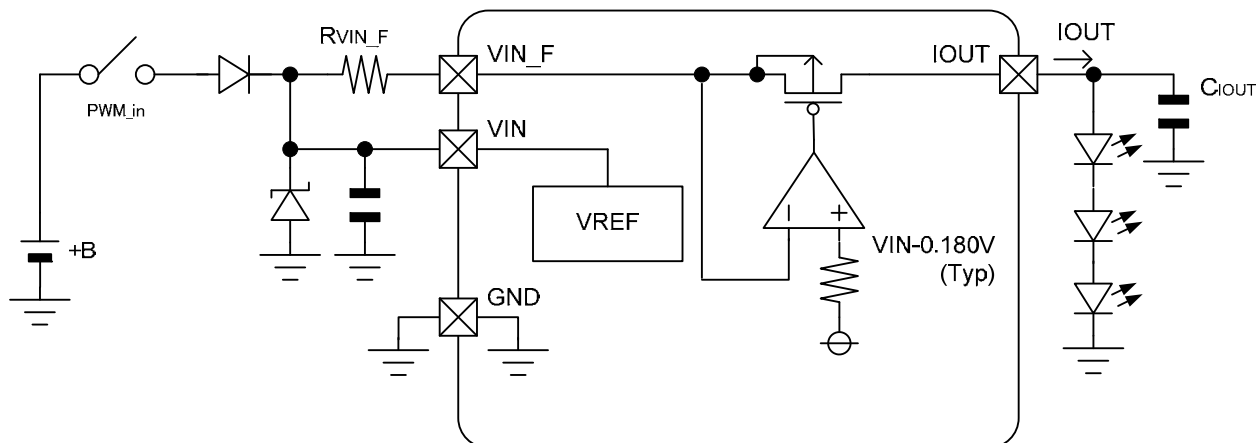 RVIN_F
VIN_F
IOUT
IOUT
PWM_in
CIOUT
VIN
VREF
+B
− +
VIN-0.180V
(Typ)
GND